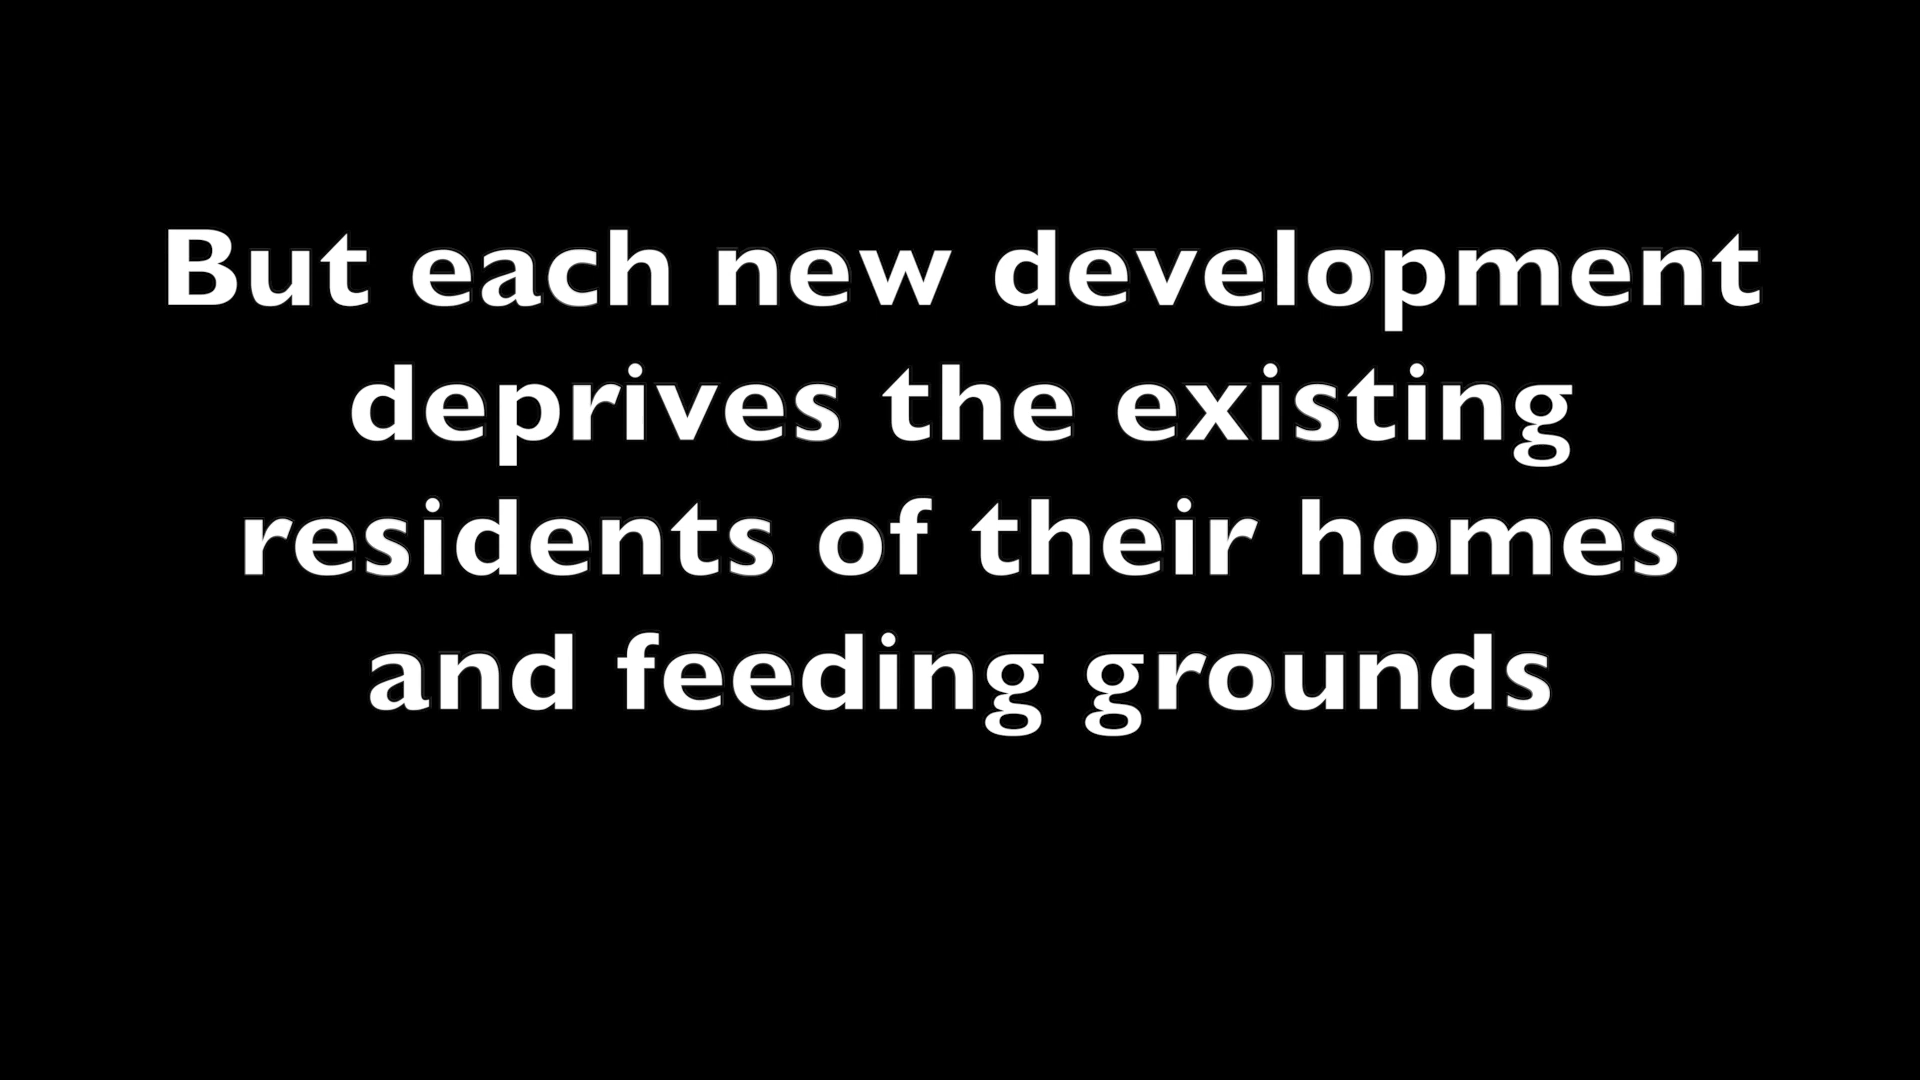 But each new development
deprives the existing
residents of their homes
and feeding grounds